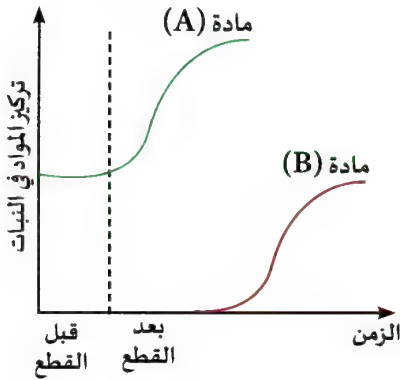 مادة (A)
مادة (B)
تركيز المواد في النبات
قبل القطع
بعد القطع
الزمن